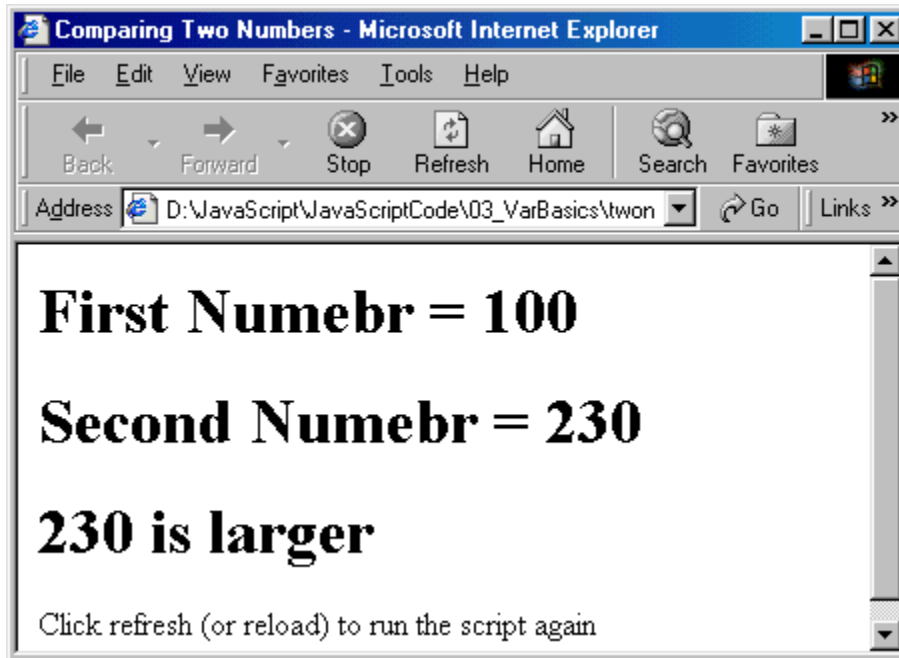 Comparing Two Numbers - Microsoft Internet Explorer
File Edit View Favorites Tools Help
Back Forward Stop Refresh Home Search Favorites »
Address D:\JavaScript\JavaScriptCode\03_VarBasics\twon Go Links »
First Numebr = 100
Second Numebr = 230
230 is larger
Click refresh (or reload) to run the script again